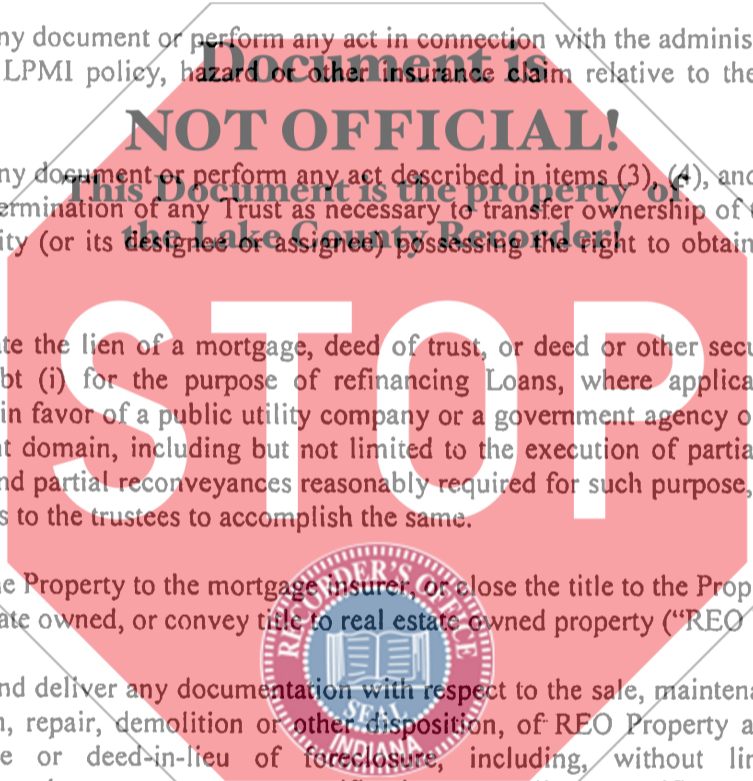 ny document or perform any act in connection with the adminis
Document is
LPMI policy, hazard or other insurance claim relative to the
NOT OFFICIAL!
ny document or perform any act described in items (3), (4), and
This Document is the property of
ermination of any Trust as necessary to transfer ownership of t
the Lake County Recorder!
ity (or its designee or assignee) possessing the right to obtain
STOP
te the lien of a mortgage, deed of trust, or deed or other secu
bt (i) for the purpose of refinancing Loans, where applica
in favor of a public utility company or a government agency o
nt domain, including but not limited to the execution of partia
nd partial reconveyances reasonably required for such purpose,
s to the trustees to accomplish the same.
e Property to the mortgage insurer, or close the title to the Prop
ate owned, or convey title to real estate owned property ("REO
RECORDER'S OFFICE
SEAL
INDIANA
nd deliver any documentation with respect to the sale, maintena
n, repair, demolition or other disposition, of REO Property a
e or deed-in-lieu of foreclosure, including, without li